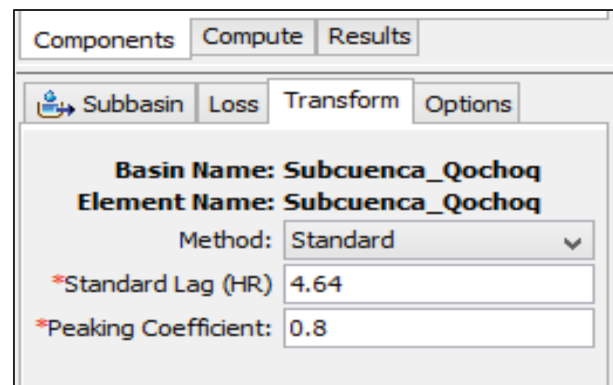 Components Compute Results
Subbasin Loss Transform Options
Basin Name: Subcuenca_Qochoq
Element Name: Subcuenca_Qochoq
Method: Standard
*Standard Lag (HR) 4.64
*Peaking Coefficient: 0.8